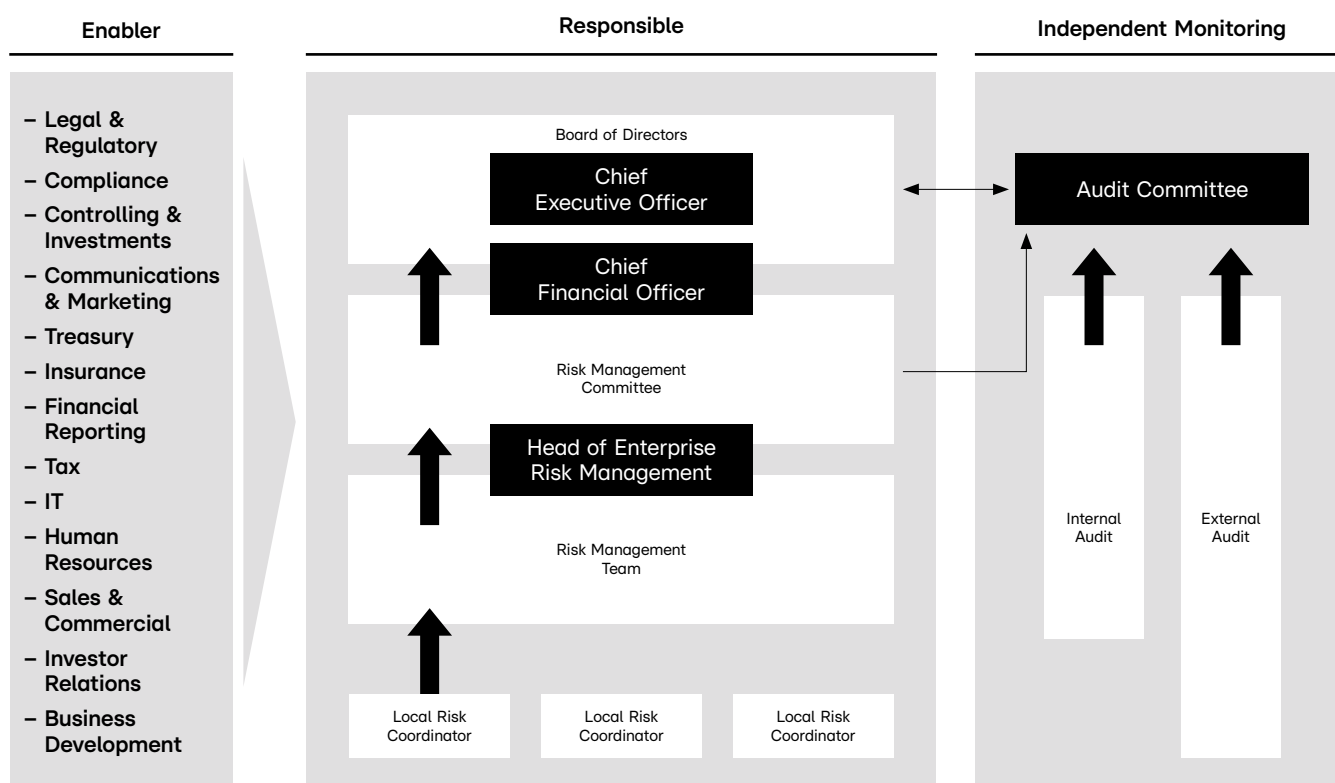 Enabler
– Legal &
Regulatory
– Compliance
– Controlling &
Investments
– Communications
& Marketing
– Treasury
– Insurance
– Financial
Reporting
– Tax
– IT
– Human
Resources
– Sales &
Commercial
– Investor
Relations
– Business
Development
Responsible
Board of Directors
Chief
Executive Officer
Chief
Financial Officer
Risk Management
Committee
Head of Enterprise
Risk Management
Risk Management
Team
Local Risk
Coordinator
Local Risk
Coordinator
Local Risk
Coordinator
Independent Monitoring
Audit Committee
Internal
Audit
External
Audit